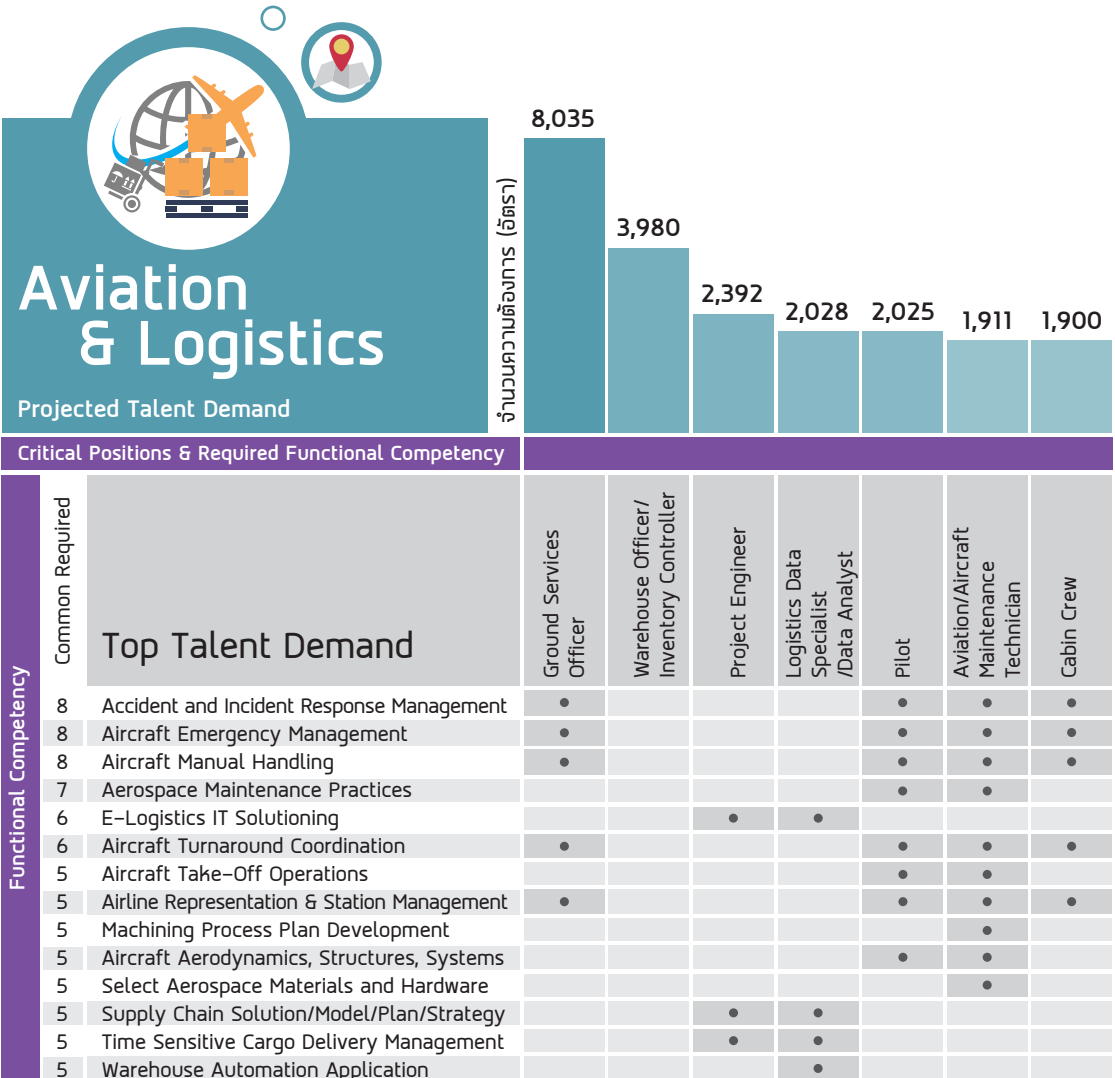 Aviation
& Logistics
Projected Talent Demand
จำนวนความต้องการ (อัตรา)
8,035
3,980
2,392
2,028
2,025
1,911
1,900
Critical Positions & Required Functional Competency
Functional Competency
Common Required
Top Talent Demand
Ground Services
Officer
Warehouse Officer/
Inventory Controller
Project Engineer
Logistics Data
Specialist
/Data Analyst
Pilot
Aviation/Aircraft
Maintenance
Technician
Cabin Crew
8 Accident and Incident Response Management • • • •
8 Aircraft Emergency Management • • • •
8 Aircraft Manual Handling • • • •
7 Aerospace Maintenance Practices • •
6 E-Logistics IT Solutioning • •
6 Aircraft Turnaround Coordination • • • •
5 Aircraft Take-Off Operations • •
5 Airline Representation & Station Management • • • •
5 Machining Process Plan Development •
5 Aircraft Aerodynamics, Structures, Systems • •
5 Select Aerospace Materials and Hardware •
5 Supply Chain Solution/Model/Plan/Strategy • •
5 Time Sensitive Cargo Delivery Management • •
5 Warehouse Automation Application •